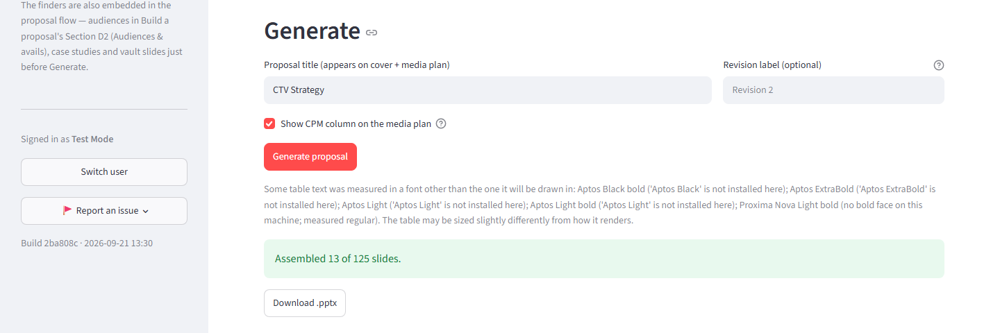 The finders are also embedded in the
proposal flow — audiences in Build a
proposal's Section D2 (Audiences &
avails), case studies and vault slides just
before Generate.
Signed in as Test Mode
Switch user
Report an issue
Build 2ba808c · 2026-09-21 13:30
Generate
Proposal title (appears on cover + media plan)
Revision label (optional)
CTV Strategy
Revision 2
Show CPM column on the media plan
Generate proposal
Some table text was measured in a font other than the one it will be drawn in: Aptos Black bold ('Aptos Black' is not installed here); Aptos ExtraBold ('Aptos ExtraBold' is
not installed here); Aptos Light ('Aptos Light' is not installed here); Aptos Light bold ('Aptos Light' is not installed here); Proxima Nova Light bold (no bold face on this
machine; measured regular). The table may be sized slightly differently from how it renders.
Assembled 13 of 125 slides.
Download .pptx